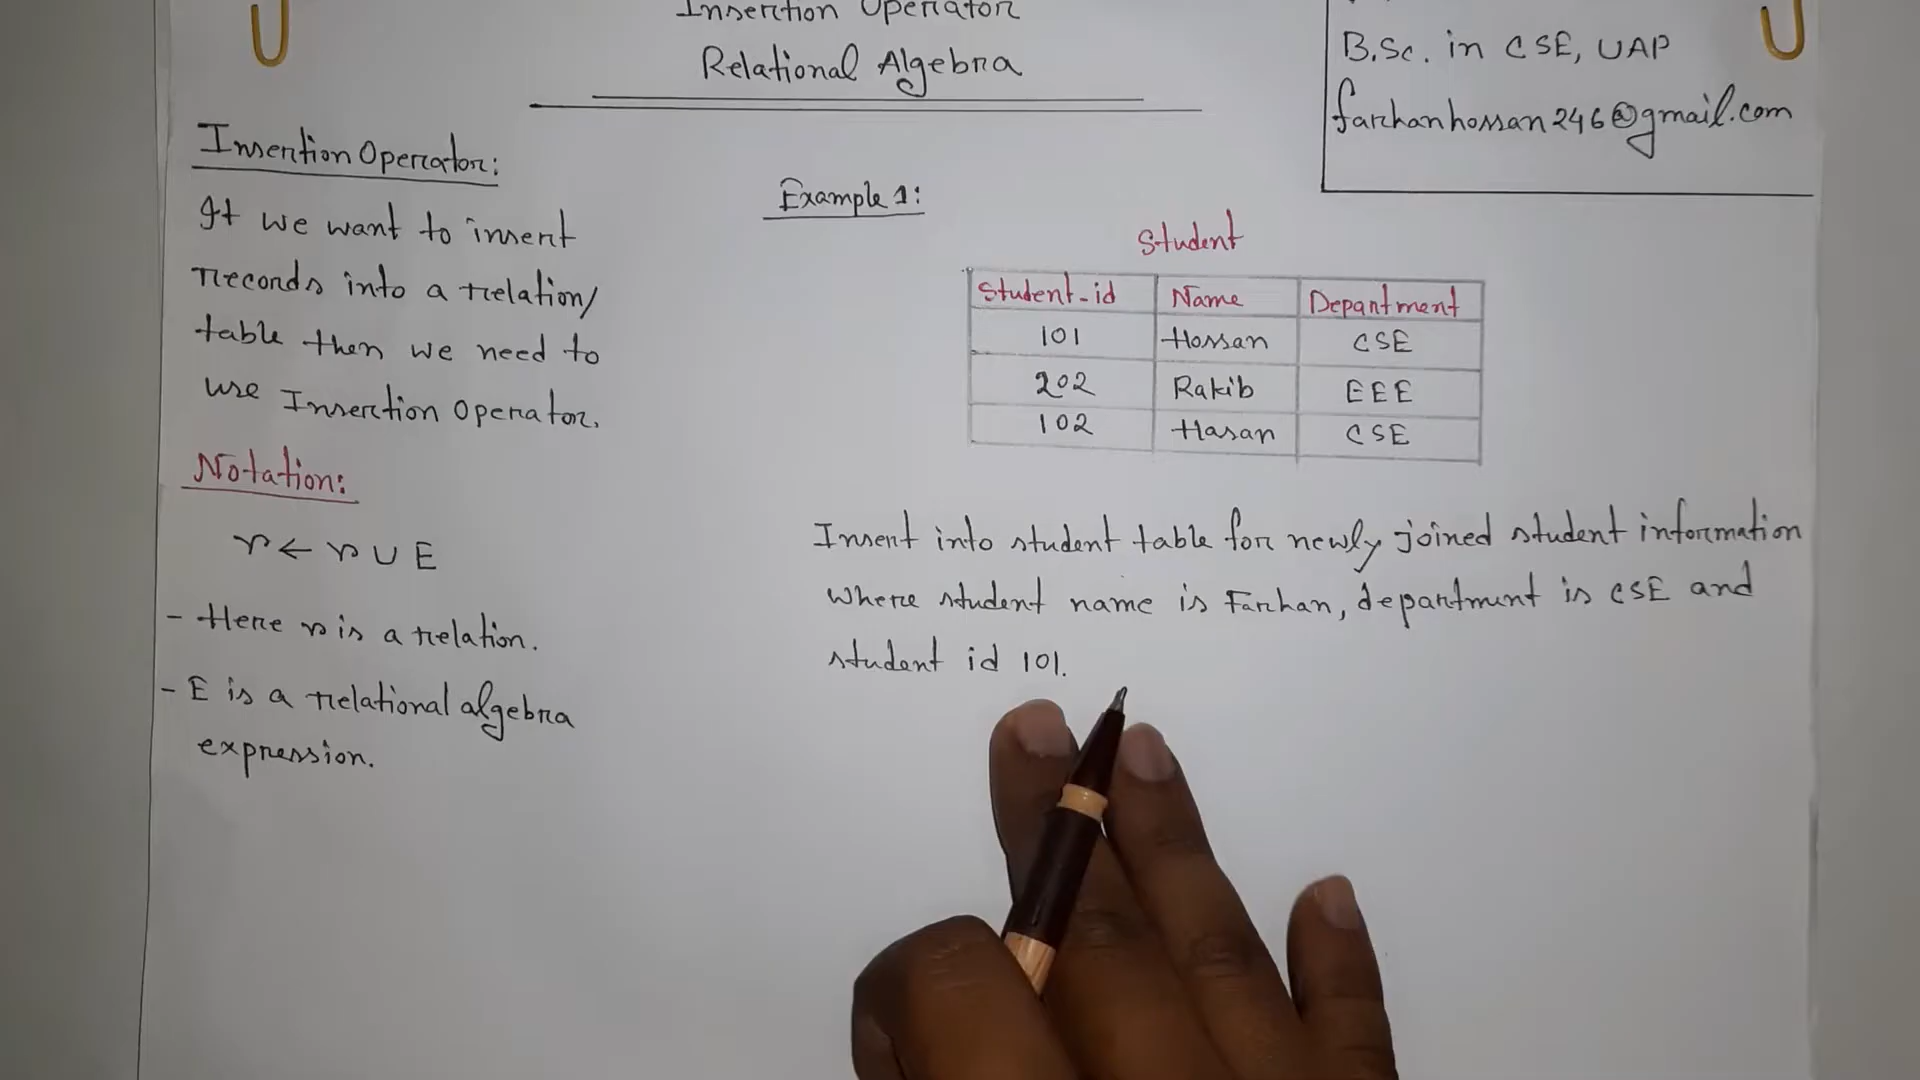 Insertion Operator
Relational Algebra
B.Sc. in CSE, UAP
farhanhossan246@gmail.com
Insertion Operator:
If we want to insert
records into a relation/
table then we need to
use Insertion Operator.
Notation:
r ← r ∪ E
- Here r is a relation.
- E is a relational algebra
expression.
Example 1:
Student
Student-id Name Department
101 Hossan CSE
202 Rakib EEE
102 Hasan CSE
Insert into student table for newly joined student information
where student name is Farhan, department is CSE and
student id 101.